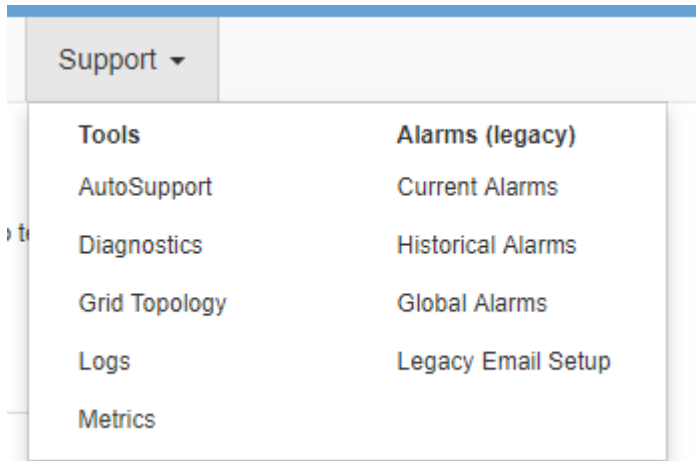 Support
Tools
AutoSupport
Diagnostics
Grid Topology
Logs
Metrics
Alarms (legacy)
Current Alarms
Historical Alarms
Global Alarms
Legacy Email Setup